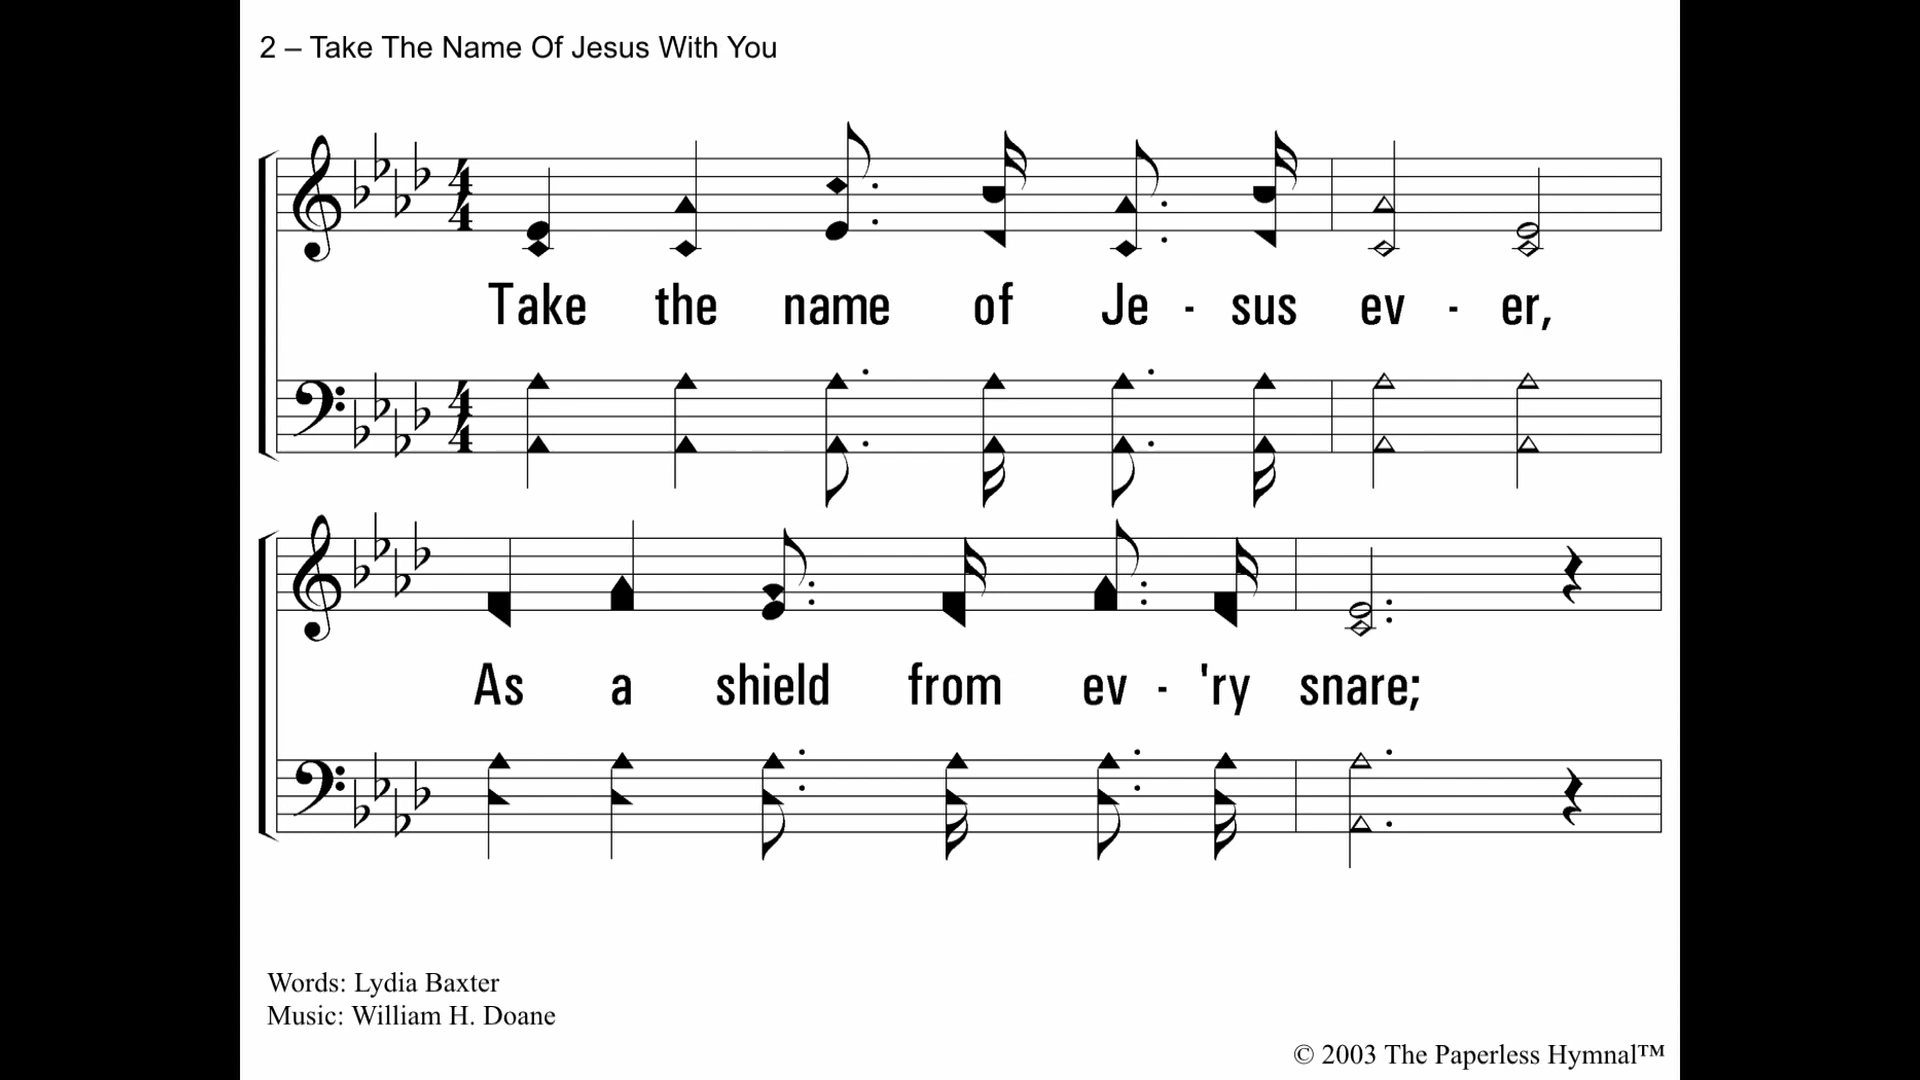 2 – Take The Name Of Jesus With You
Take the name of Je - sus ev - er,
As a shield from ev - 'ry snare;
Words: Lydia Baxter
Music: William H. Doane
© 2003 The Paperless Hymnal™